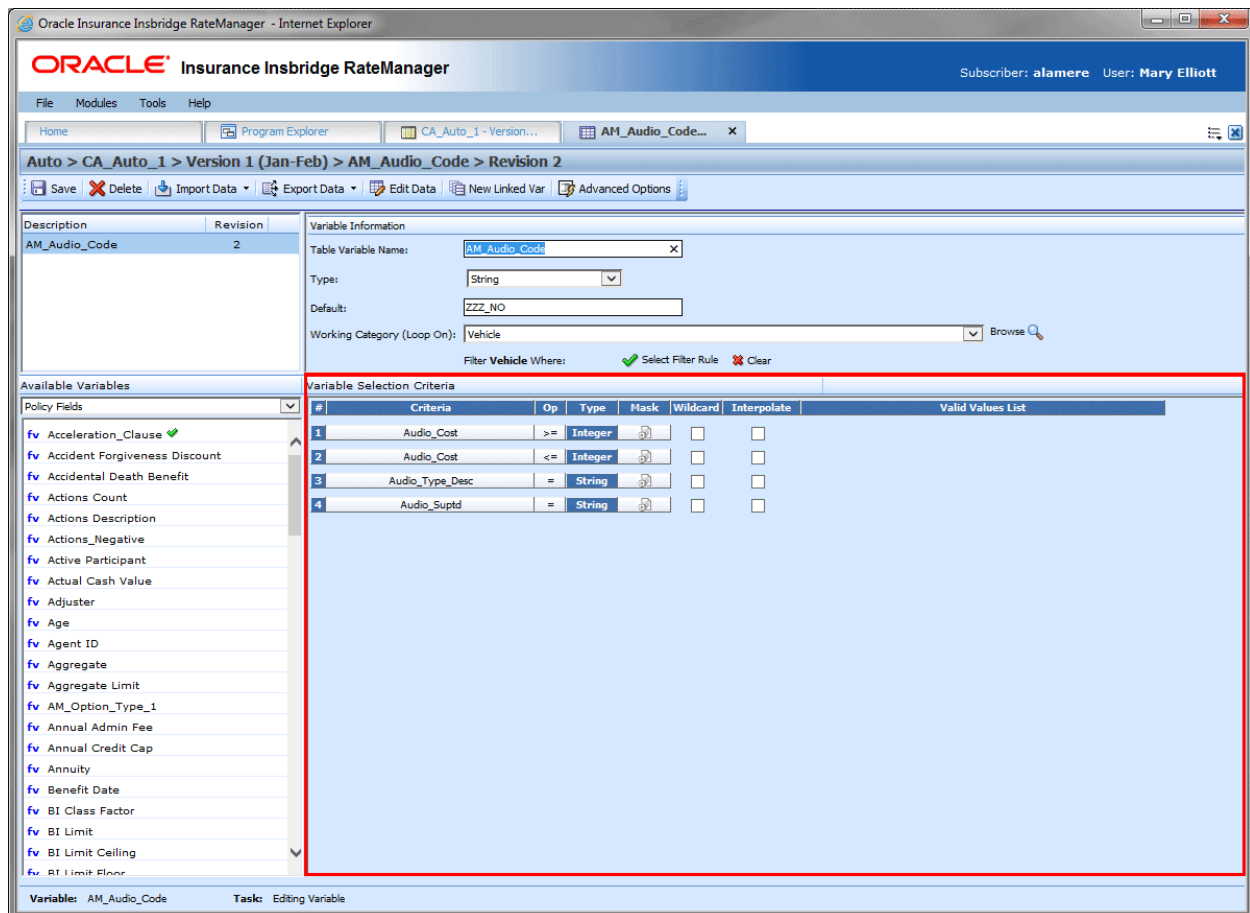 Oracle Insurance Insbridge RateManager - Internet Explorer
ORACLE Insurance Insbridge RateManager
Subscriber: alamere User: Mary Elliott
File Modules Tools Help
Home Program Explorer CA_Auto_1 - Version... AM_Audio_Code... x
Auto > CA_Auto_1 > Version 1 (Jan-Feb) > AM_Audio_Code > Revision 2
Save Delete Import Data Export Data Edit Data New Linked Var Advanced Options
Description Revision
AM_Audio_Code 2
Variable Information
Table Variable Name: AM_Audio_Code x
Type: String
Default: ZZZ_NO
Working Category (Loop On): Vehicle Browse
Filter Vehicle Where: Select Filter Rule Clear
Available Variables
Policy Fields
fv Acceleration_Clause
fv Accident Forgiveness Discount
fv Accidental Death Benefit
fv Actions Count
fv Actions Description
fv Actions_Negative
fv Active Participant
fv Actual Cash Value
fv Adjuster
fv Age
fv Agent ID
fv Aggregate
fv Aggregate Limit
fv AM_Option_Type_1
fv Annual Admin Fee
fv Annual Credit Cap
fv Annuity
fv Benefit Date
fv BI Class Factor
fv BI Limit
fv BI Limit Ceiling
fv BI Limit Floor
Variable Selection Criteria
# Criteria Op Type Mask Wildcard Interpolate Valid Values List
1 Audio_Cost >= Integer
2 Audio_Cost <= Integer
3 Audio_Type_Desc = String
4 Audio_Suptd = String
Variable: AM_Audio_Code Task: Editing Variable